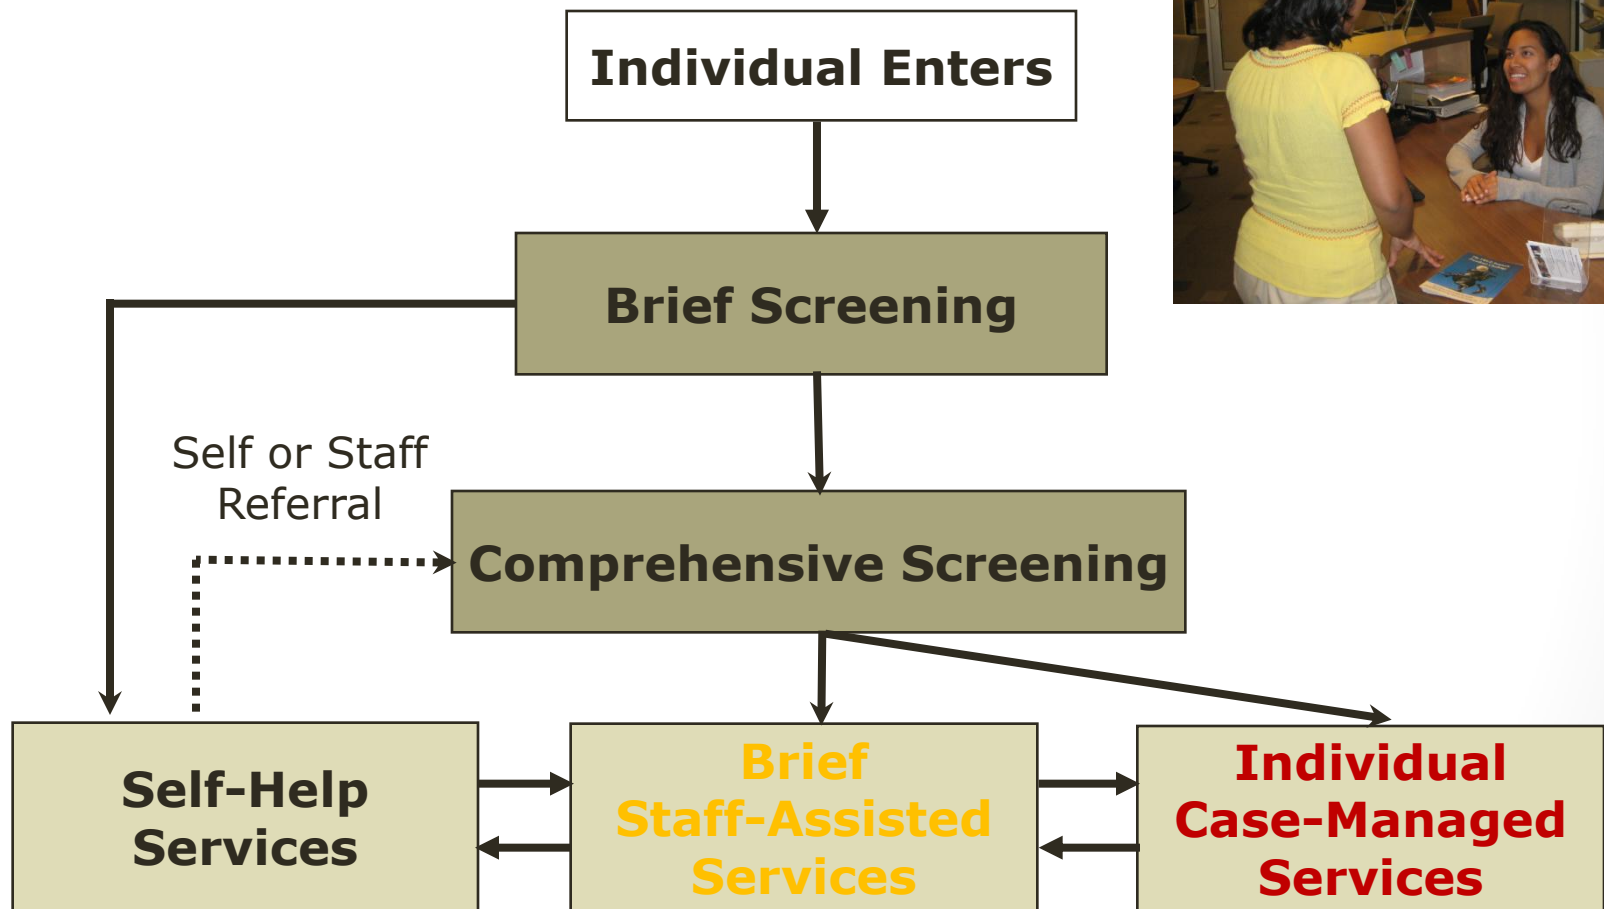 Individual Enters
Brief Screening
Self or Staff
Referral
Comprehensive Screening
Self-Help
Services
Brief
Staff-Assisted
Services
Individual
Case-Managed
Services